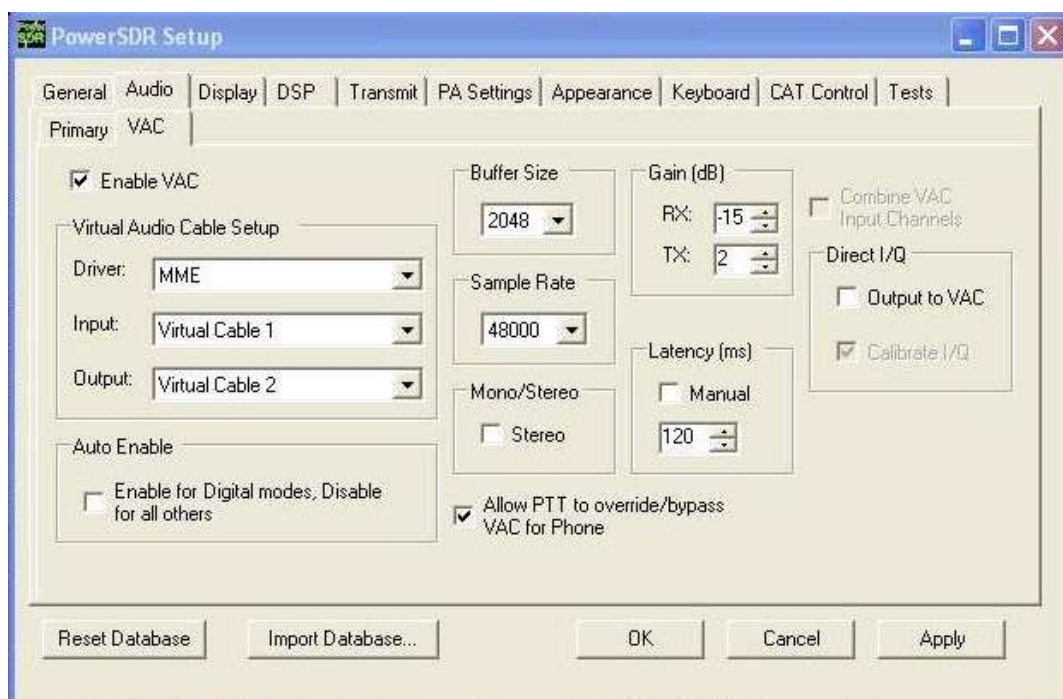 PowerSDR Setup
General Audio Display DSP Transmit PA Settings Appearance Keyboard CAT Control Tests
Primary VAC
Enable VAC
Virtual Audio Cable Setup
Driver: MME
Input: Virtual Cable 1
Output: Virtual Cable 2
Auto Enable
Enable for Digital modes, Disable
for all others
Buffer Size
2048
Sample Rate
48000
Mono/Stereo
Stereo
Allow PTT to override/bypass
VAC for Phone
Gain (dB)
RX: -15
TX: 2
Latency (ms)
Manual
120
Combine VAC
Input Channels
Direct I/Q
Output to VAC
Calibrate I/Q
Reset Database Import Database... OK Cancel Apply